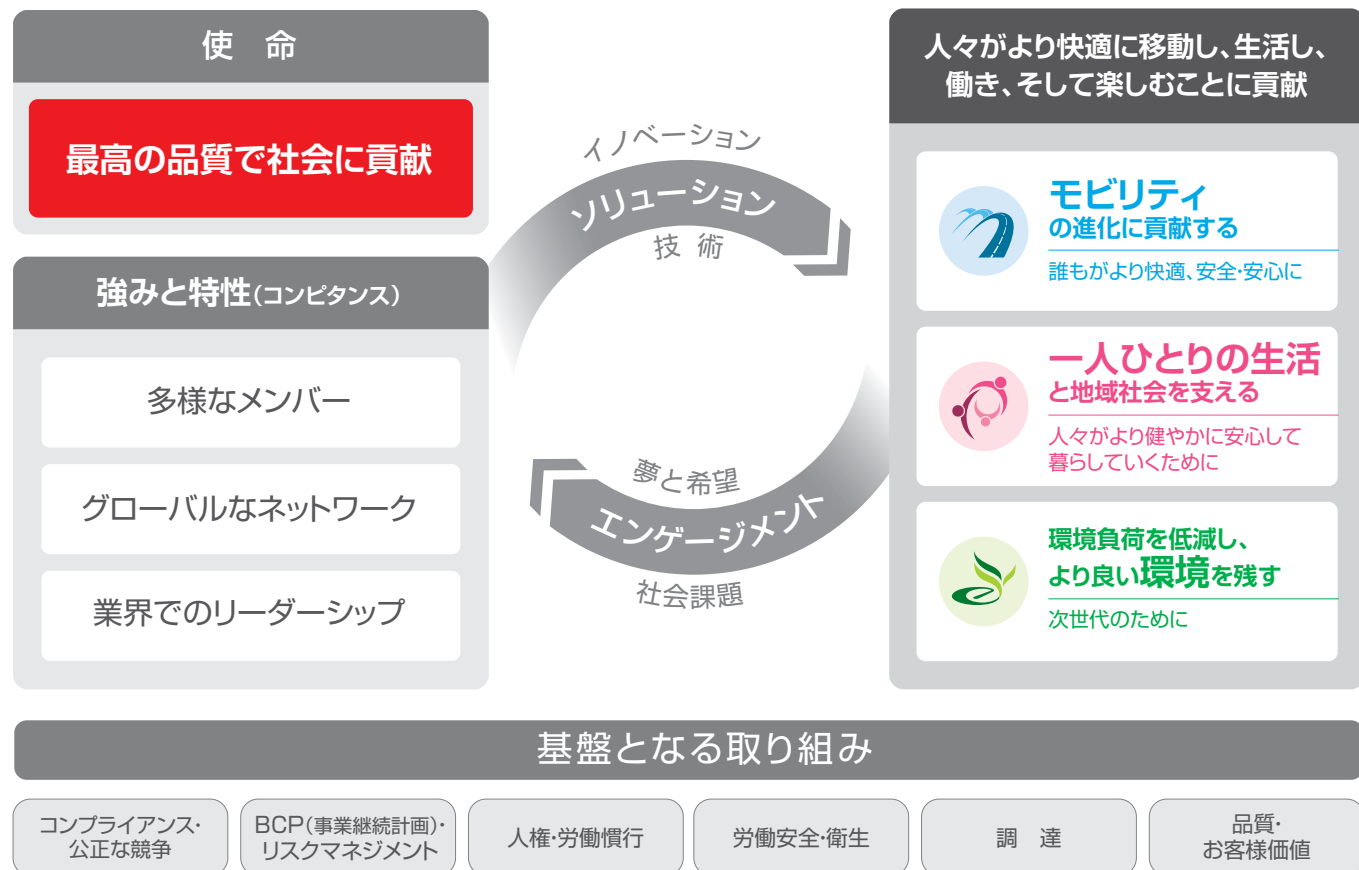 使 命
最高の品質で社会に貢献
強みと特性(コンピタンス)
多様なメンバー
グローバルなネットワーク
業界でのリーダーシップ
イノベーション
ソリューション
技 術
夢と希望
エンゲージメント
社会課題
人々がより快適に移動し、生活し、
働き、そして楽しむことに貢献
モビリティ
の進化に貢献する
誰もがより快適、安全・安心に
一人ひとりの生活
と地域社会を支える
人々がより健やかに安心して
暮らしていくために
環境負荷を低減し、
より良い環境を残す
次世代のために
基盤となる取り組み
コンプライアンス・
公正な競争
BCP(事業継続計画)・
リスクマネジメント
人権・労働慣行
労働安全・衛生
調 達
品質・
お客様価値